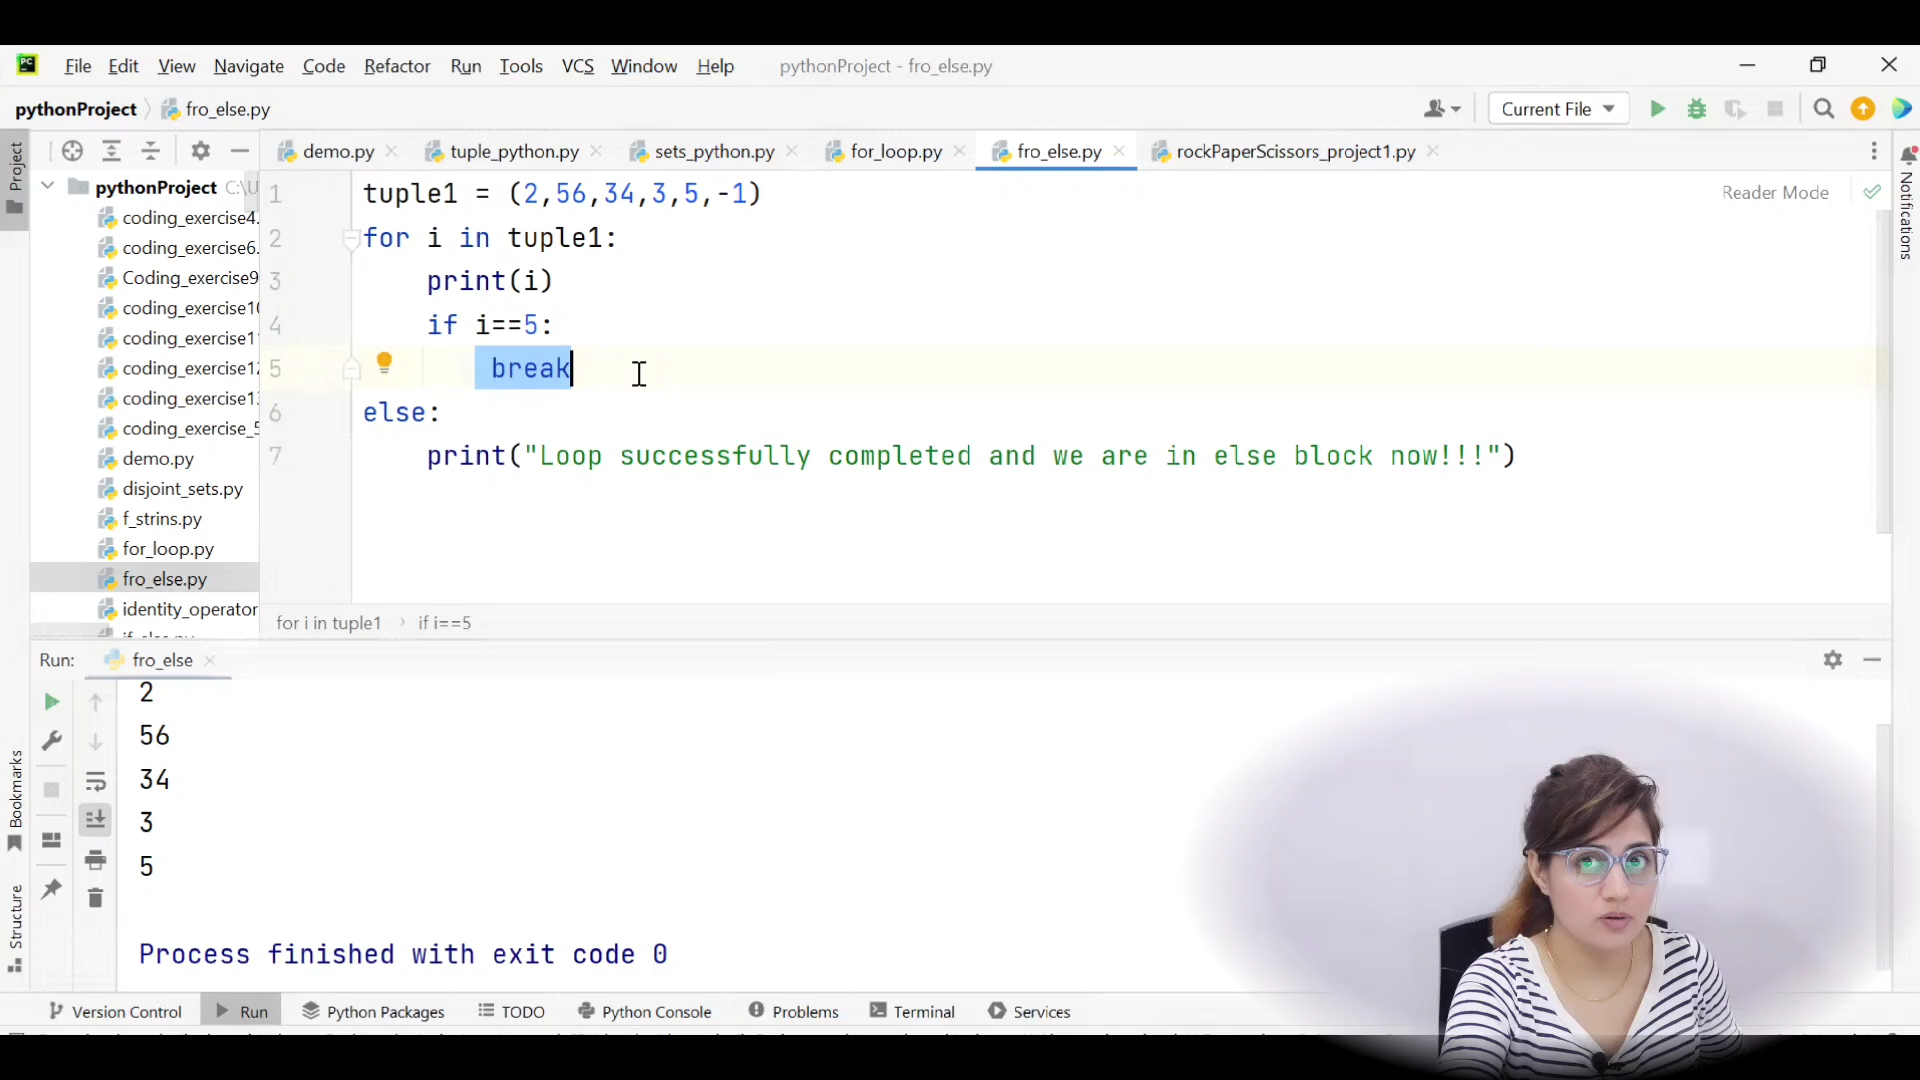 PC File Edit View Navigate Code Refactor Run Tools VCS Window Help pythonProject - fro_else.py
pythonProject fro_else.py Current File
Project
demo.py tuple_python.py sets_python.py for_loop.py fro_else.py rockPaperScissors_project1.py
Notifications
Reader Mode
pythonProject C:\U
coding_exercise4.
coding_exercise6.
Coding_exercise9
coding_exercise10
coding_exercise11
coding_exercise12
coding_exercise13
coding_exercise_5
demo.py
disjoint_sets.py
f_strins.py
for_loop.py
fro_else.py
identity_operator
if_else.py
1 tuple1 = (2,56,34,3,5,-1)
2 for i in tuple1:
3 print(i)
4 if i==5:
5 break
6 else:
7 print("Loop successfully completed and we are in else block now!!!")
for i in tuple1 › if i==5
Run: fro_else
2
56
34
3
5
Process finished with exit code 0
Bookmarks
Structure
Version Control Run Python Packages TODO Python Console Problems Terminal Services